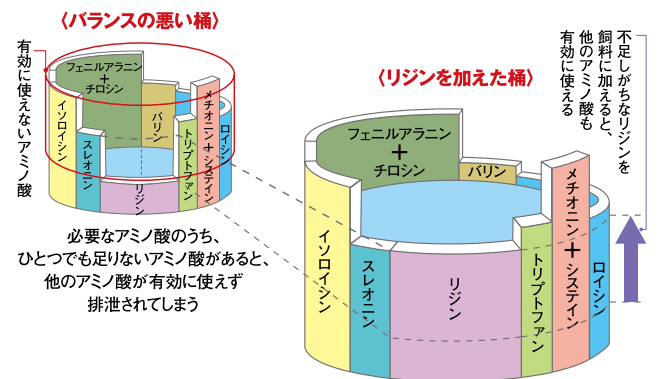 〈バランスの悪い桶〉
有効に使えないアミノ酸
フェニルアラニン
+
チロシン
イソロイシン
スレオニン
リジン
バリン
トリプトファン
メチオニン+システイン
ロイシン
必要なアミノ酸のうち、
ひとつでも足りないアミノ酸があると、
他のアミノ酸が有効に使えず
排泄されてしまう
〈リジンを加えた桶〉
フェニルアラニン
+
チロシン
バリン
イソロイシン
スレオニン
リジン
トリプトファン
メチオニン+システイン
ロイシン
不足しがちなリジンを
飼料に加えると、
他のアミノ酸も
有効に使える